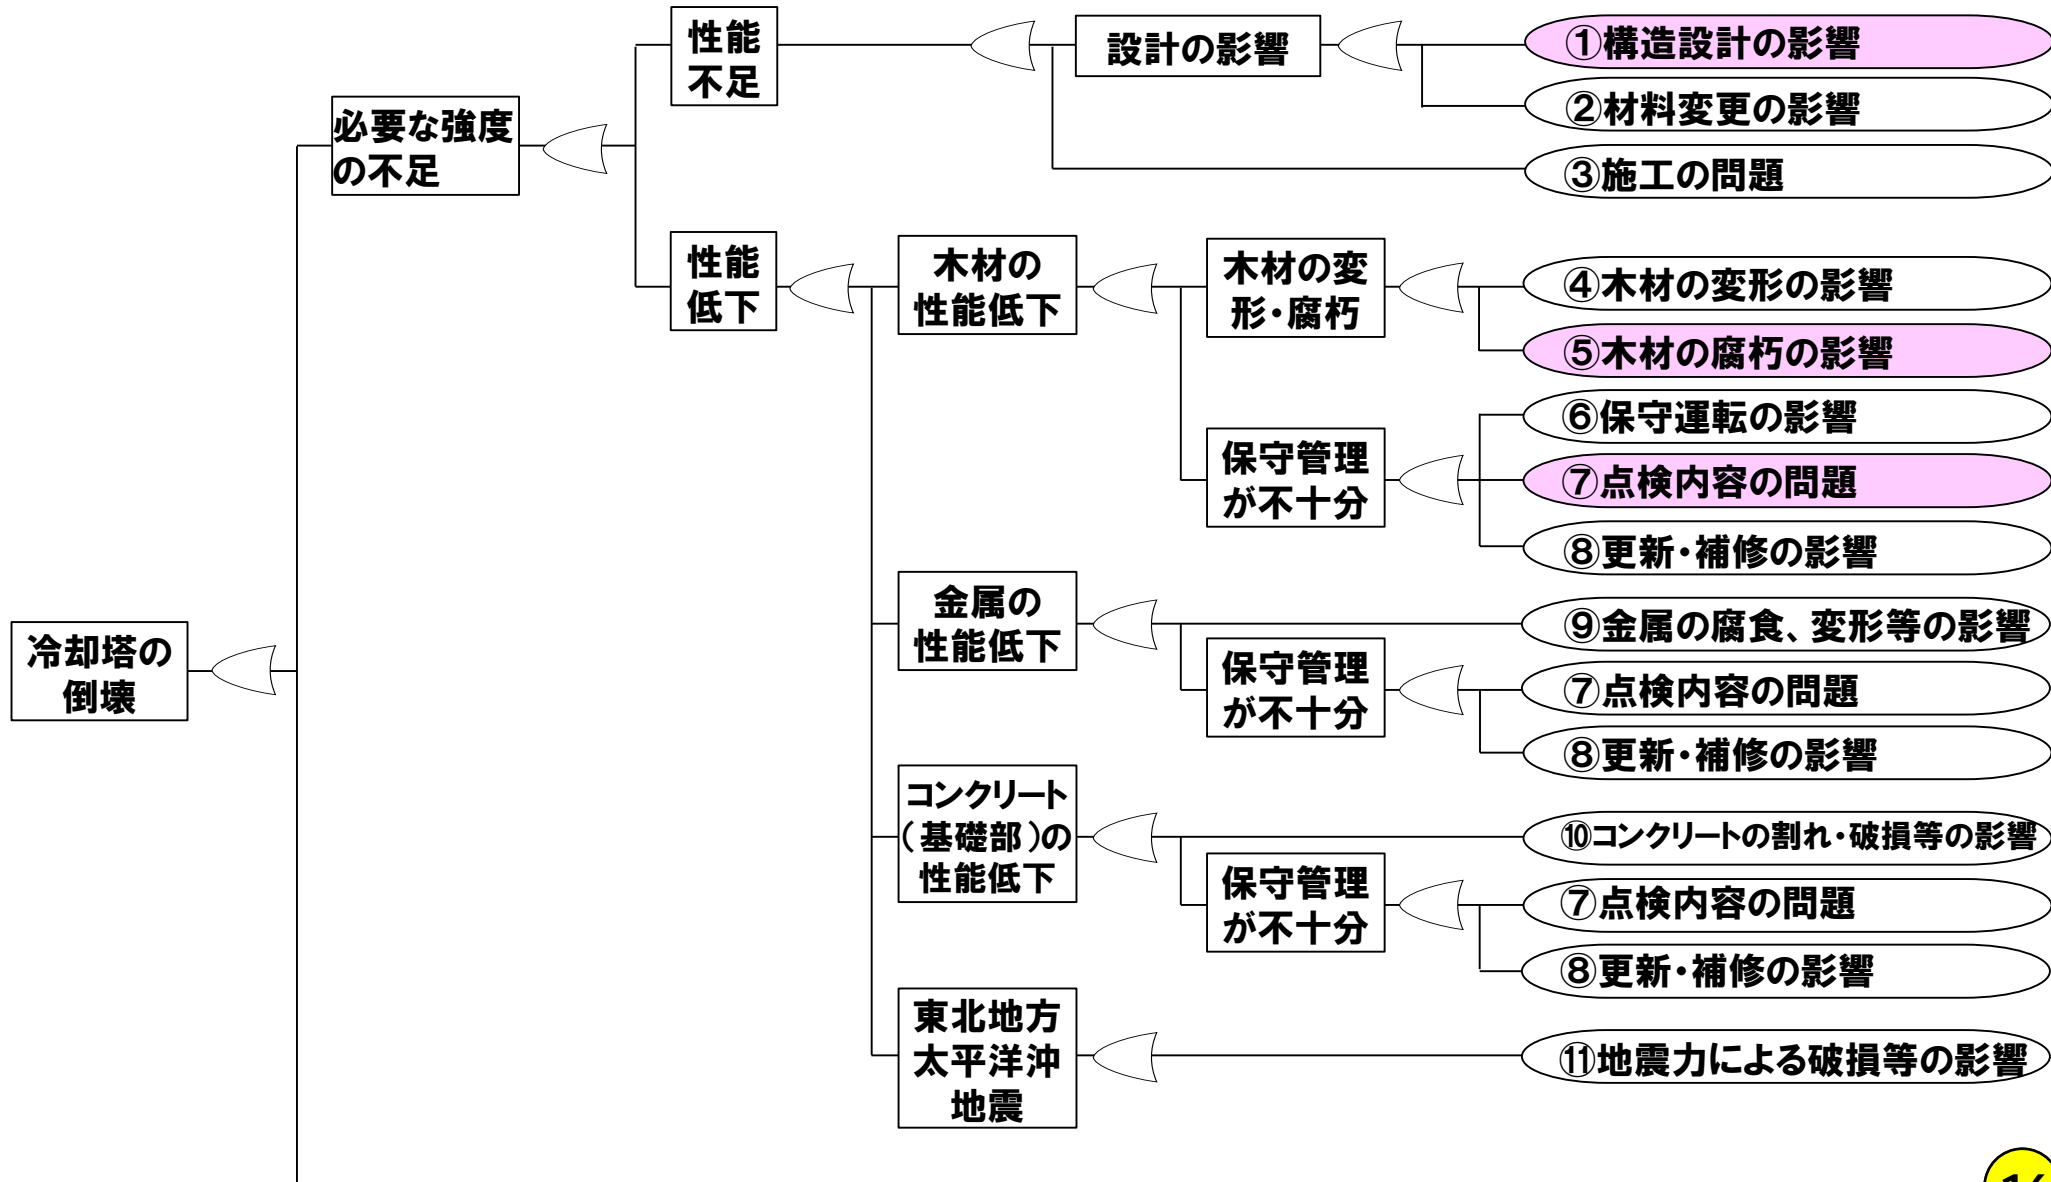 性能
不足
設計の影響
①構造設計の影響
②材料変更の影響
必要な強度
の不足
③施工の問題
性能
低下
木材の
性能低下
木材の変
形・腐朽
④木材の変形の影響
⑤木材の腐朽の影響
⑥保守運転の影響
保守管理
が不十分
⑦点検内容の問題
⑧更新・補修の影響
金属の
性能低下
⑨金属の腐食、変形等の影響
冷却塔の
倒壊
保守管理
が不十分
⑦点検内容の問題
⑧更新・補修の影響
コンクリート
(基礎部)の
性能低下
⑩コンクリートの割れ・破損等の影響
保守管理
が不十分
⑦点検内容の問題
⑧更新・補修の影響
東北地方
太平洋沖
地震
⑪地震力による破損等の影響